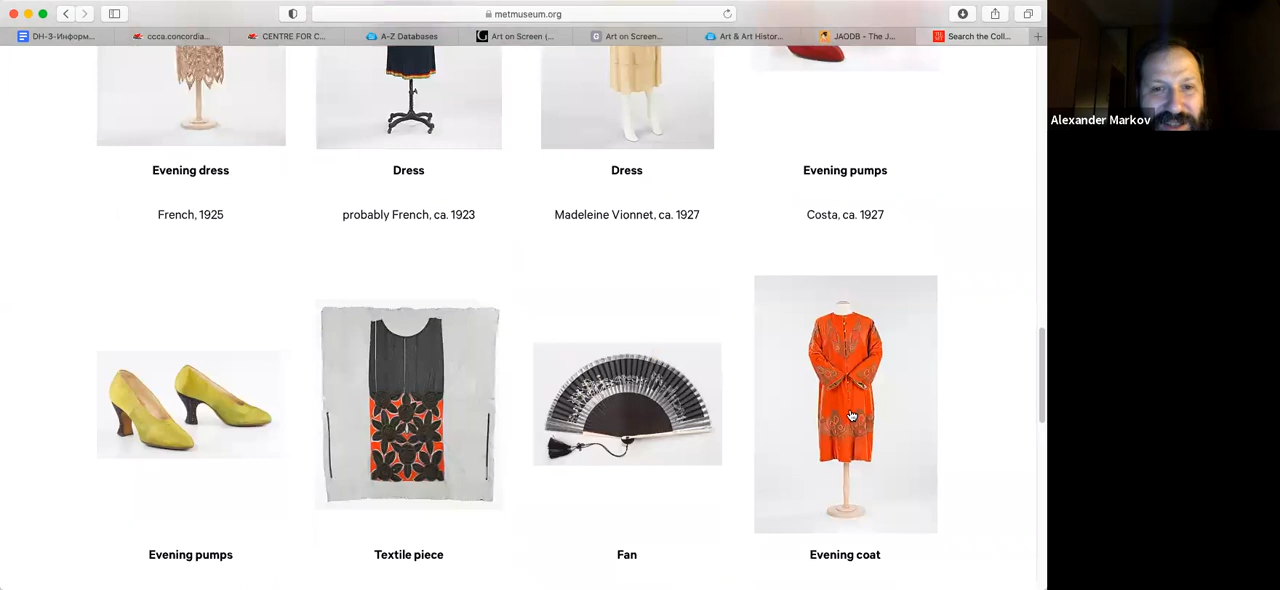 metmuseum.org
DH-3-Информ...
ccca.concordia...
CENTRE FOR C...
A-Z Databases
Art on Screen (...
Art on Screen...
Art & Art Histor...
JAODB - The J...
Search the Coll...
Alexander Markov
Evening dress
Dress
Dress
Evening pumps
French, 1925
probably French, ca. 1923
Madeleine Vionnet, ca. 1927
Costa, ca. 1927
Evening pumps
Textile piece
Fan
Evening coat